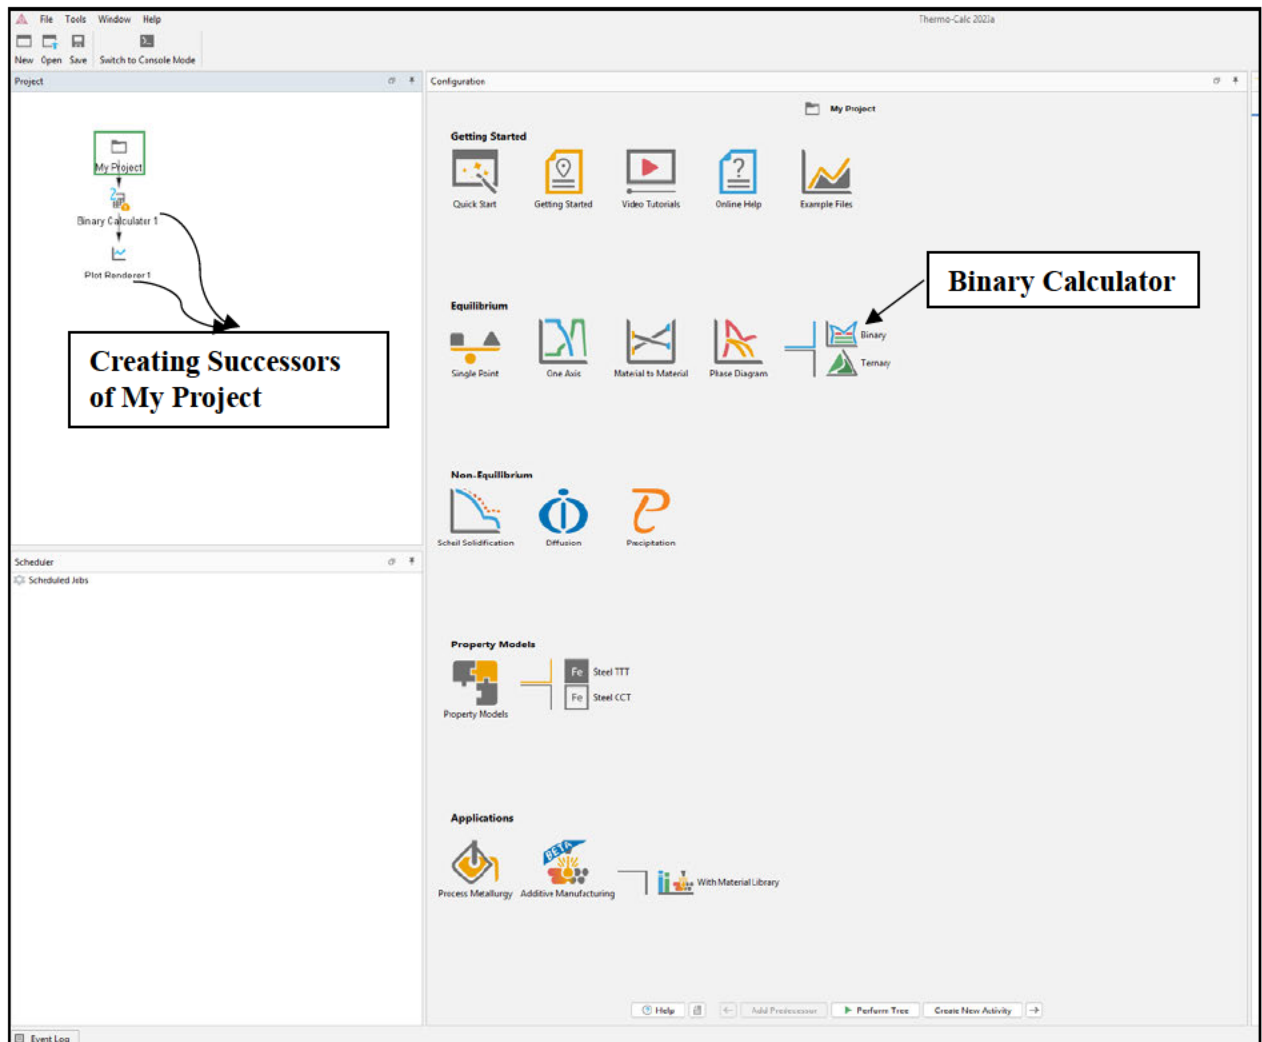 File Tools Window Help
Thermo-Calc 2023a
New Open Save Switch to Console Mode
Project
Configuration
My Project
My Project
Binary Calculater 1
Plot Renderer 1
Creating Successors
of My Project
Getting Started
Quick Start Getting Started Video Tutorials Online Help Example Files
Binary Calculator
Equilibrium
Binary
Ternary
Single Point One Axis Material to Material Phase Diagram
Non-Equilibrium
Scheil Solidification Diffusion Precipitation
Scheduler
Scheduled Jobs
Property Models
Fe Steel TTT
Fe Steel CCT
Property Models
Applications
BETA
With Material Library
Process Metallurgy Additive Manufacturing
Help Add Predecessor Perform Tree Create New Activity
Event Log